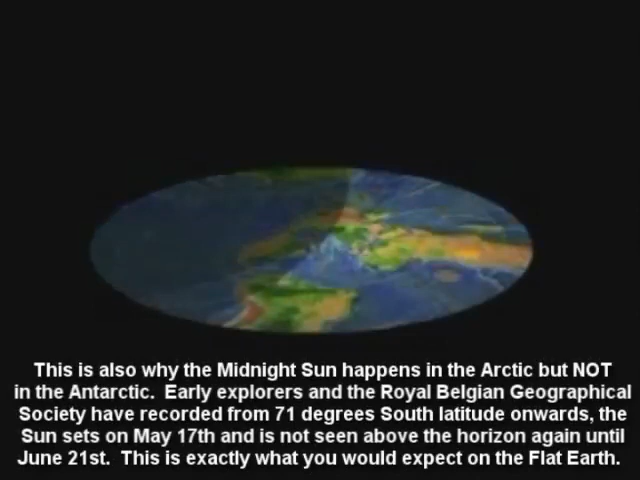 This is also why the Midnight Sun happens in the Arctic but NOT
in the Antarctic.  Early explorers and the Royal Belgian Geographical
Society have recorded from 71 degrees South latitude onwards, the
Sun sets on May 17th and is not seen above the horizon again until
June 21st.  This is exactly what you would expect on the Flat Earth.